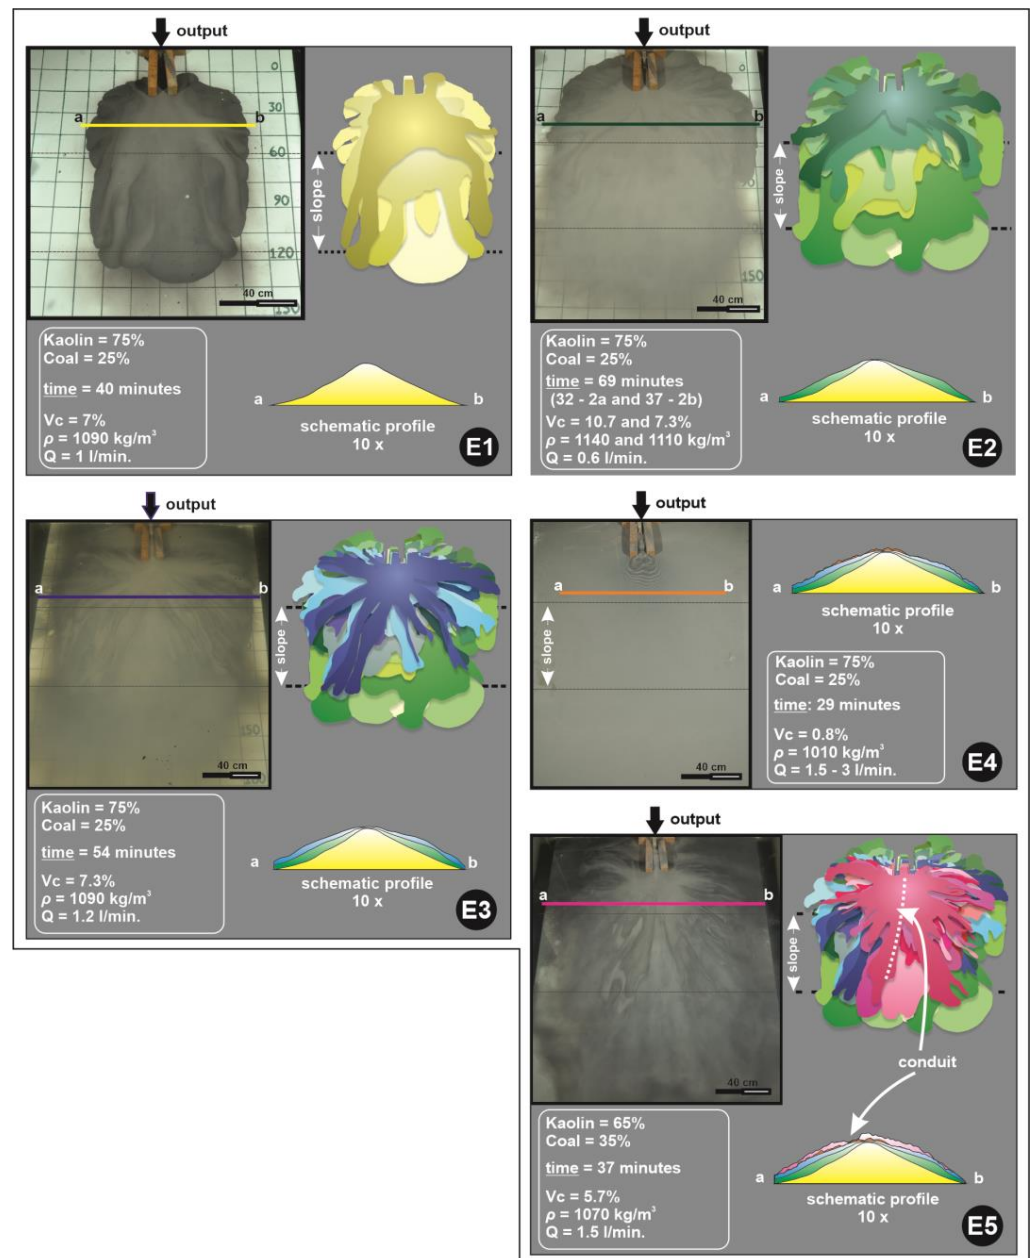 output
a
b
0
30
60
90
120
150
40 cm
slope
Kaolin = 75%
Coal = 25%
time = 40 minutes
Vc = 7%
ρ = 1090 kg/m³
Q = 1 l/min.
a
b
schematic profile
10 x
E1
output
a
b
0
150
40 cm
slope
Kaolin = 75%
Coal = 25%
time = 69 minutes
(32 - 2a and 37 - 2b)
Vc = 10.7 and 7.3%
ρ = 1140 and 1110 kg/m³
Q = 0.6 l/min.
a
b
schematic profile
10 x
E2
output
a
b
150
40 cm
slope
Kaolin = 75%
Coal = 25%
time = 54 minutes
Vc = 7.3%
ρ = 1090 kg/m³
Q = 1.2 l/min.
a
b
schematic profile
10 x
E3
output
a
b
slope
40 cm
a
b
schematic profile
10 x
Kaolin = 75%
Coal = 25%
time: 29 minutes
Vc = 0.8%
ρ = 1010 kg/m³
Q = 1.5 - 3 l/min.
E4
output
a
b
40 cm
slope
conduit
Kaolin = 65%
Coal = 35%
time = 37 minutes
Vc = 5.7%
ρ = 1070 kg/m³
Q = 1.5 l/min.
a
b
schematic profile
10 x
E5